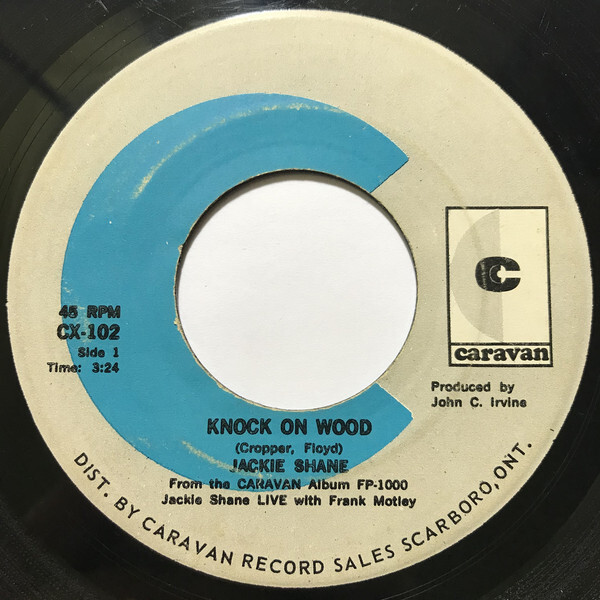 45 RPM
CX-102
Side 1
Time: 3:24
C
caravan
Produced by
John C. Irvine
KNOCK ON WOOD
(Cropper, Floyd)
JACKIE SHANE
From the CARAVAN Album FP-1000
Jackie Shane LIVE with Frank Motley
DIST. BY CARAVAN RECORD SALES SCARBORO, ONT.